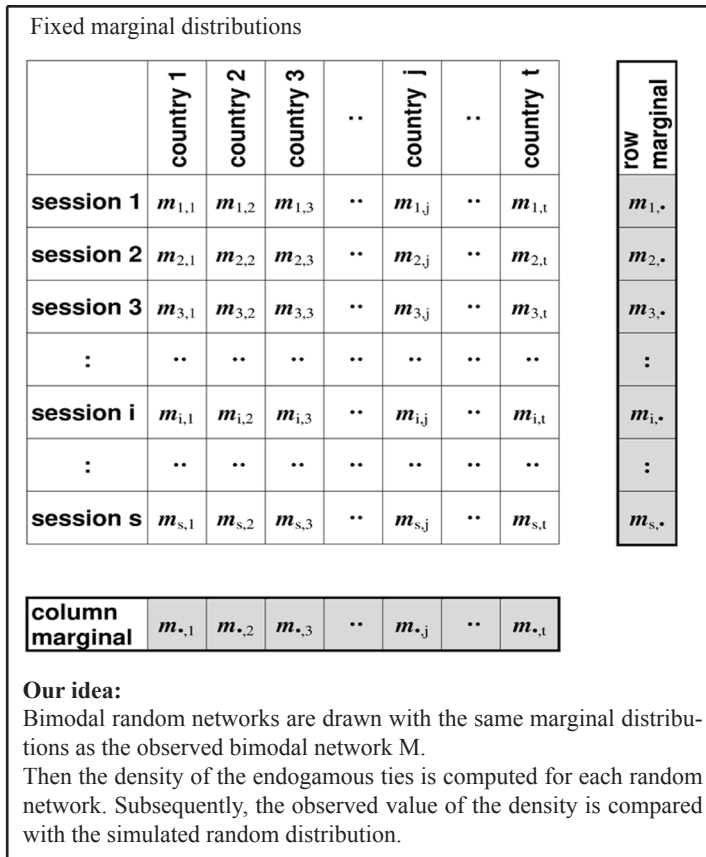 Fixed marginal distributions
country 1 country 2 country 3 : country j : country t row marginal
session 1 m1,1 m1,2 m1,3 ·· m1,j ·· m1,t m1,•
session 2 m2,1 m2,2 m2,3 ·· m2,j ·· m2,t m2,•
session 3 m3,1 m3,2 m3,3 ·· m3,j ·· m3,t m3,•
: ·· ·· ·· ·· ·· ·· ·· :
session i mi,1 mi,2 mi,3 ·· mi,j ·· mi,t mi,•
: ·· ·· ·· ·· ·· ·· ·· :
session s ms,1 ms,2 ms,3 ·· ms,j ·· ms,t ms,•
column marginal m•,1 m•,2 m•,3 ·· m•,j ·· m•,t
Our idea:
Bimodal random networks are drawn with the same marginal distribu-
tions as the observed bimodal network M.
Then the density of the endogamous ties is computed for each random
network. Subsequently, the observed value of the density is compared
with the simulated random distribution.